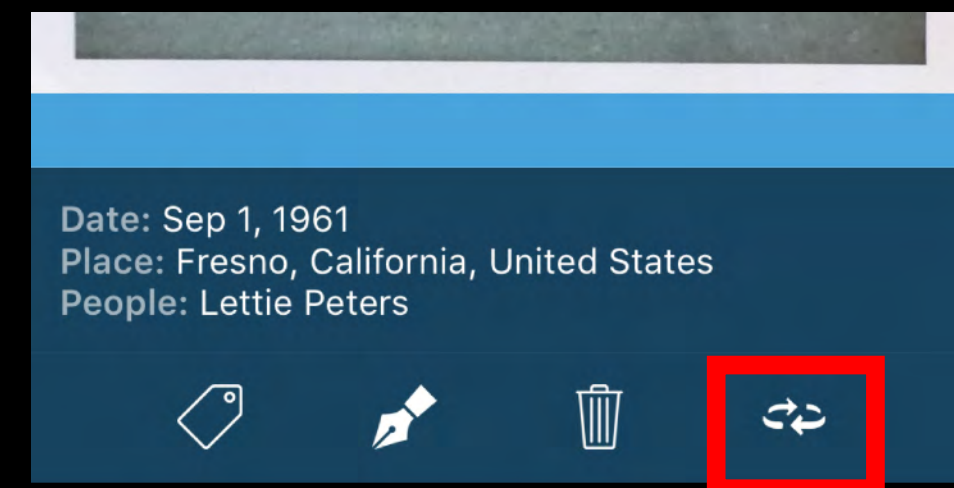 Date: Sep 1, 1961
Place: Fresno, California, United States
People: Lettie Peters